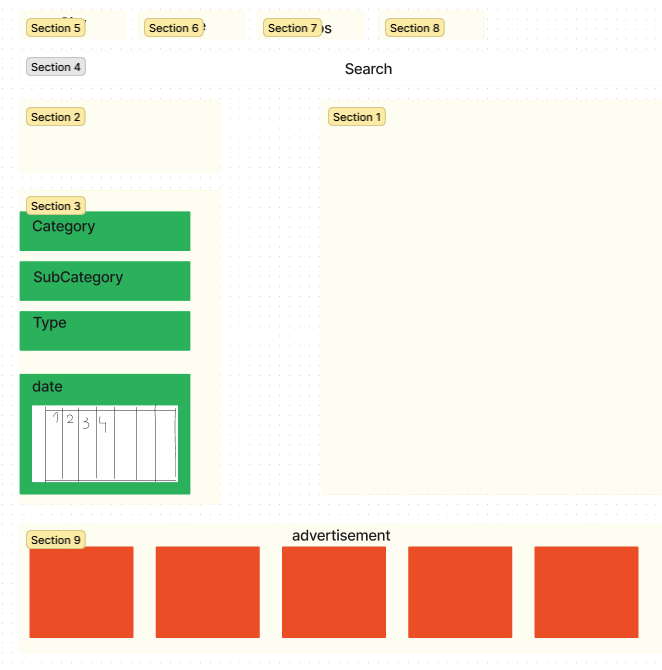 Section 5 Section 6 Section 7 Section 8
Section 4
Search
Section 2
Section 1
Section 3
Category
SubCategory
Type
date
1 2 3 4
Section 9
advertisement